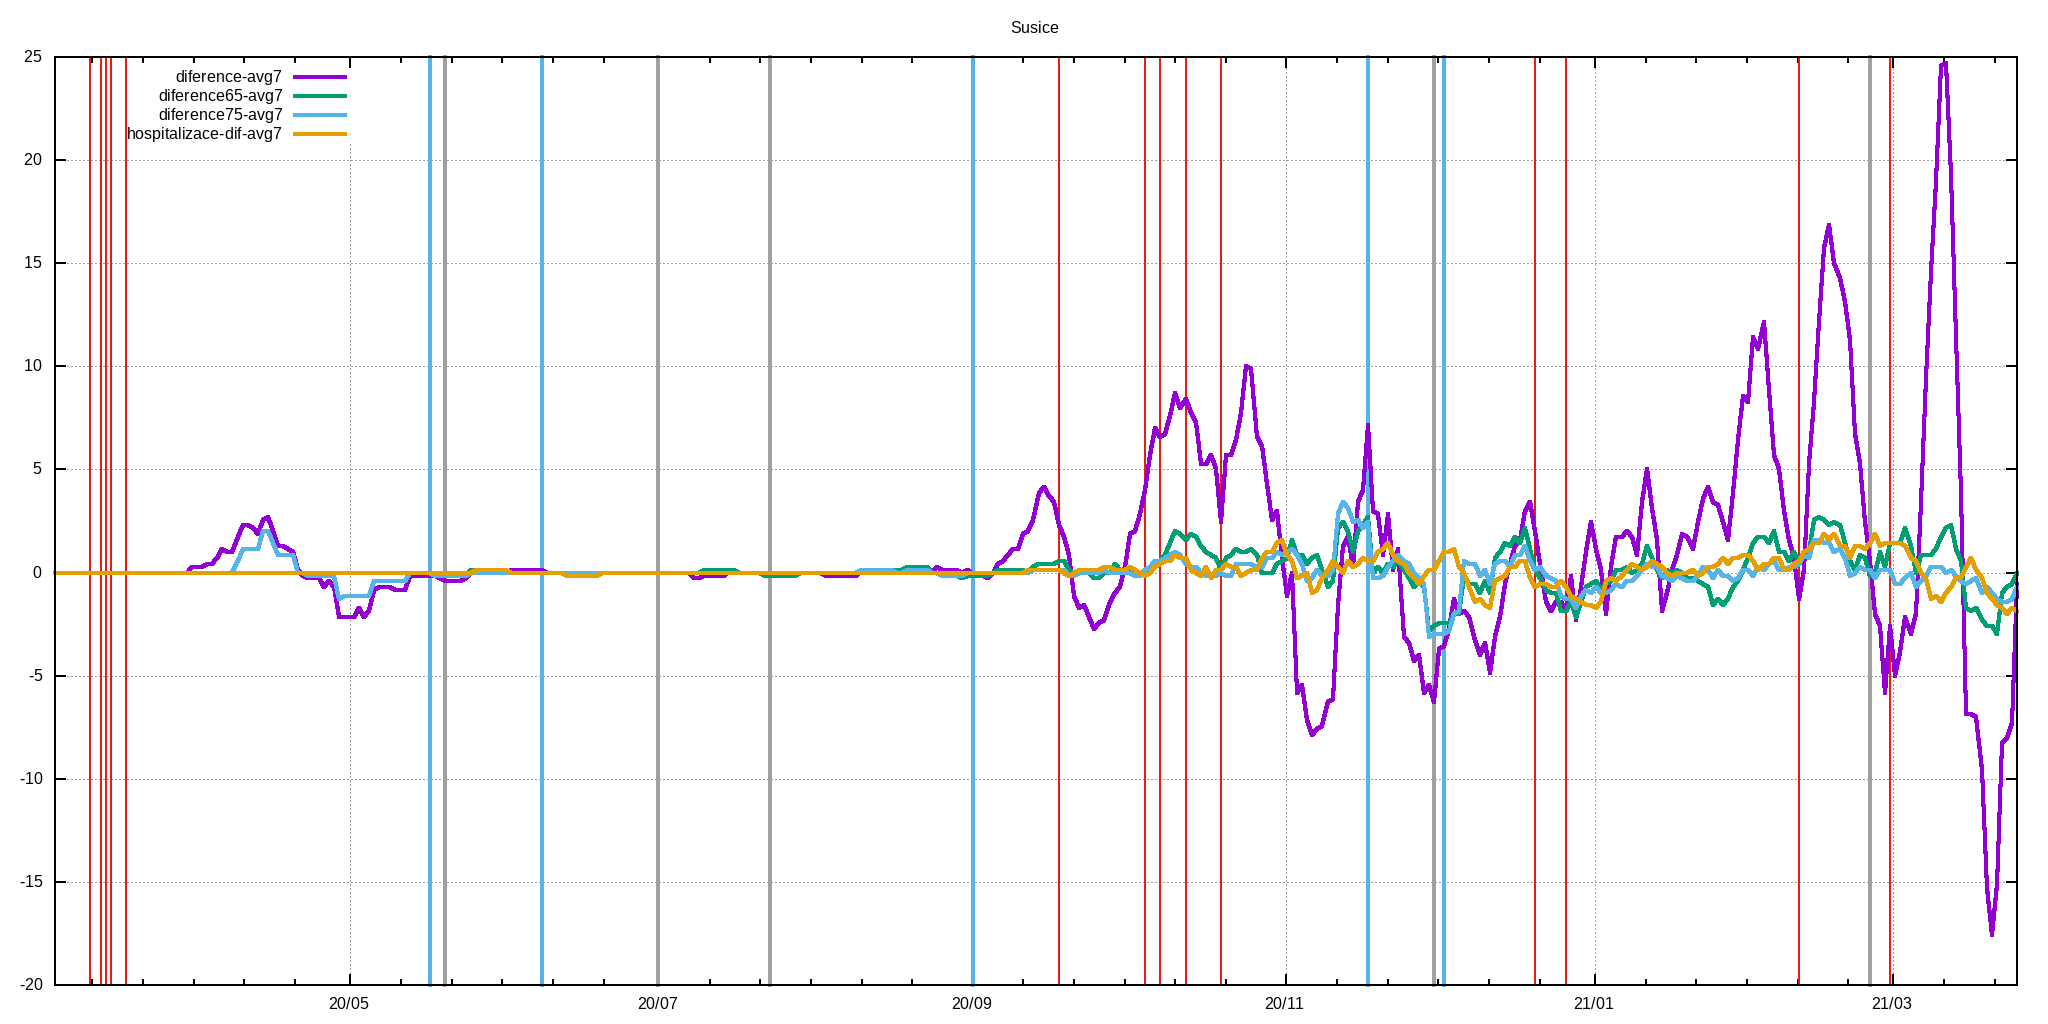 Susice
diference-avg7
diference65-avg7
diference75-avg7
hospitalizace-dif-avg7
25
20
15
10
5
0
-5
-10
-15
-20
20/05 20/07 20/09 20/11 21/01 21/03